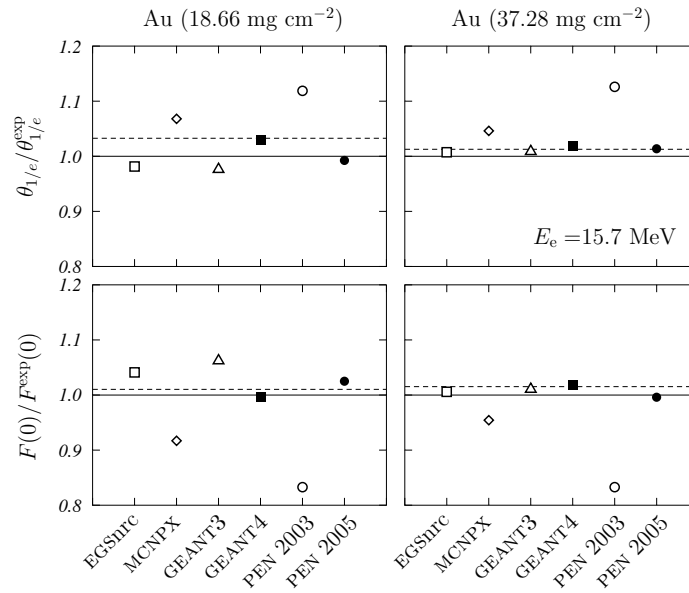 Au (18.66 mg cm⁻²) Au (37.28 mg cm⁻²)
θ₁/ₑ/θ₁/ₑᵉˣᵖ
1.2
1.1
1.0
0.9
0.8
Eₑ =15.7 MeV
F(0)/Fᵉˣᵖ(0)
1.2
1.1
1.0
0.9
0.8
EGSnrc
MCNPX
GEANT3
GEANT4
PEN 2003
PEN 2005
EGSnrc
MCNPX
GEANT3
GEANT4
PEN 2003
PEN 2005